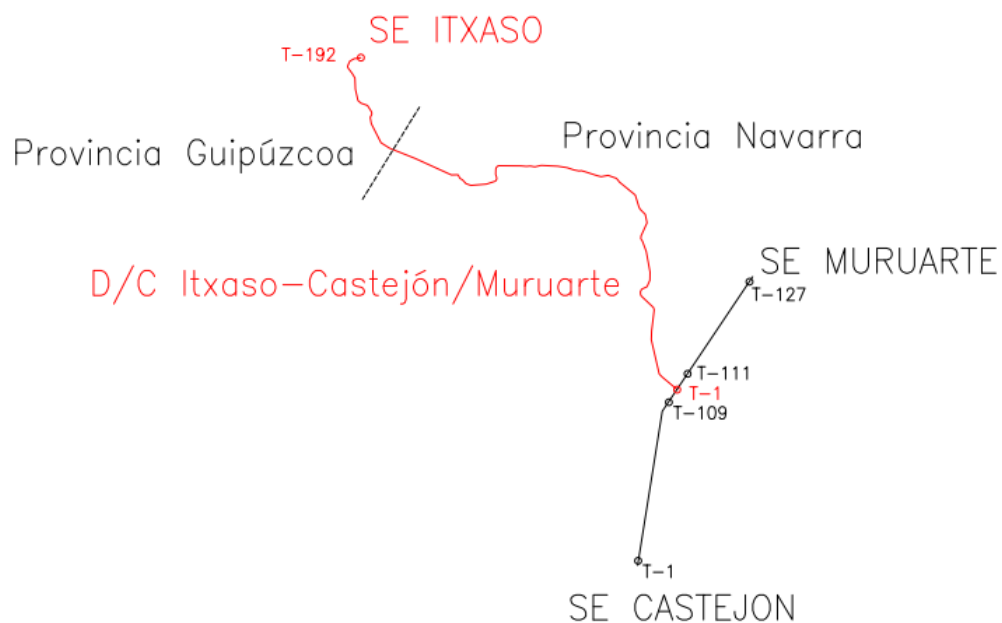 SE ITXASO
T-192
Provincia Guipúzcoa
Provincia Navarra
D/C Itxaso-Castejón/Muruarte
SE MURUARTE
T-127
T-111
T-1
T-109
T-1
SE CASTEJON